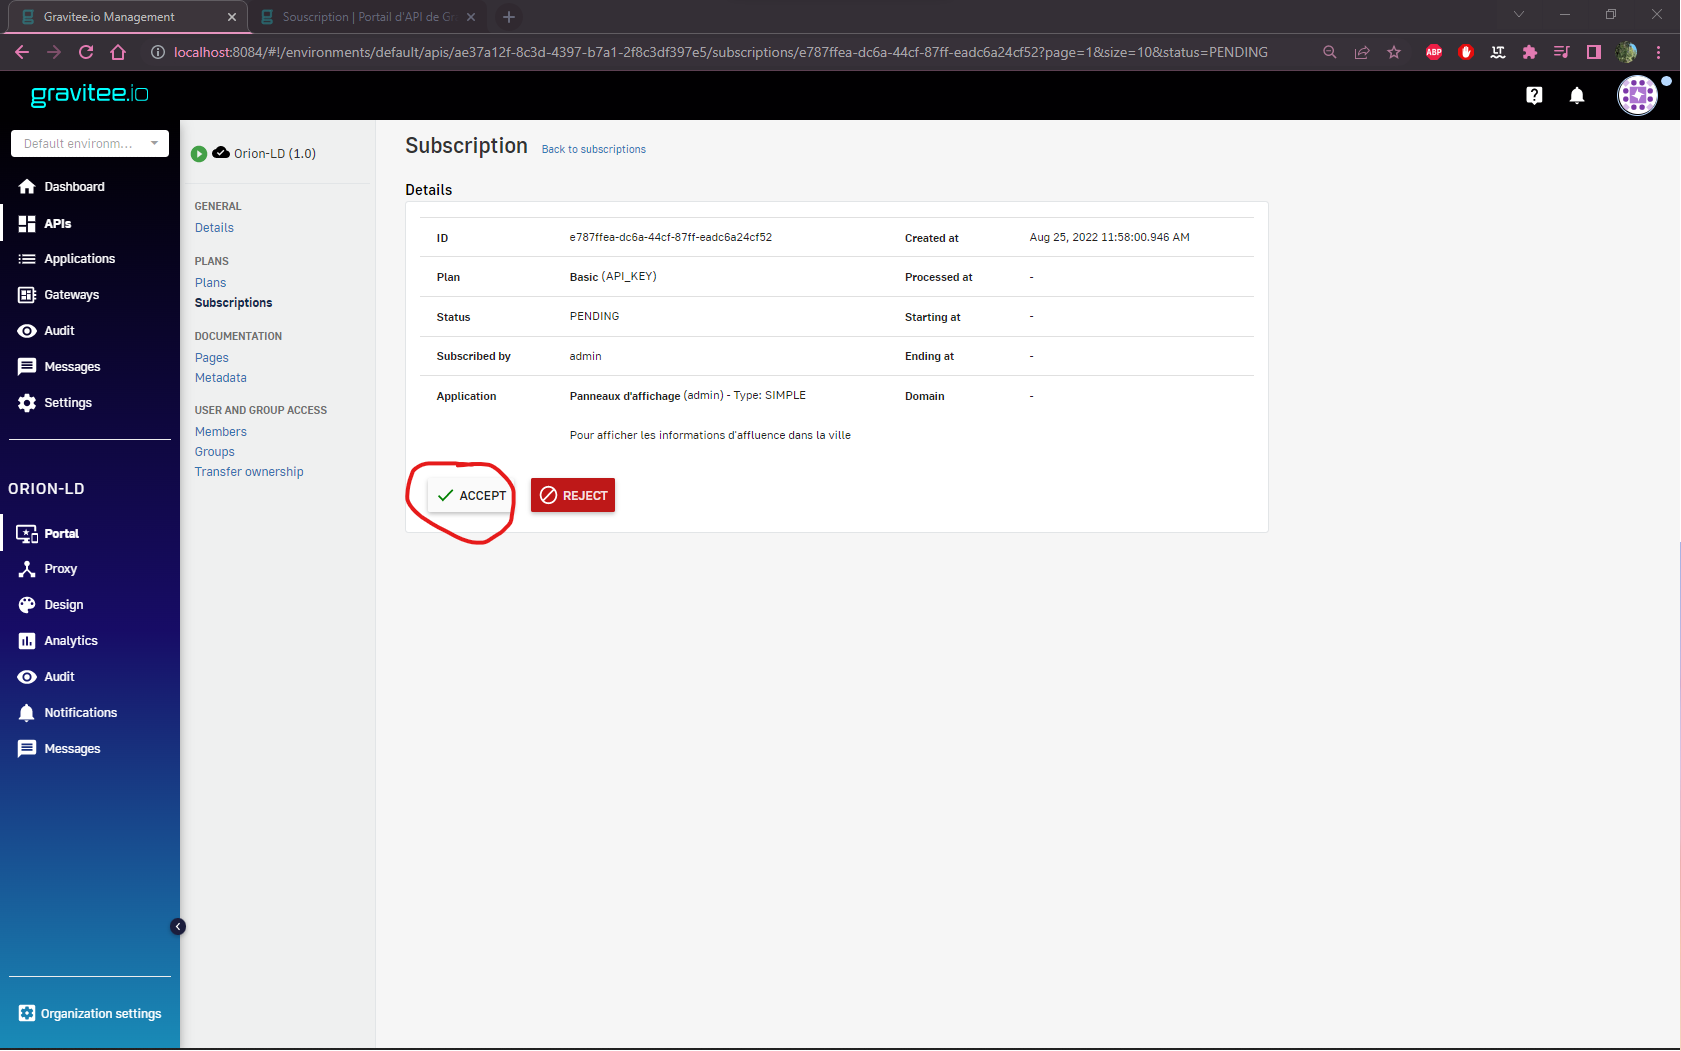 Gravitee.io Management
Souscription | Portail d'API de Gr
localhost:8084/#!/environments/default/apis/ae37a12f-8c3d-4397-b7a1-2f8c3df397e5/subscriptions/e787ffea-dc6a-44cf-87ff-eadc6a24cf52?page=1&size=10&status=PENDING
ABP
LT
gravitee.io
Default environm...
Dashboard
APIs
Applications
Gateways
Audit
Messages
Settings
ORION-LD
Portal
Proxy
Design
Analytics
Audit
Notifications
Messages
Organization settings
Orion-LD (1.0)
GENERAL
Details
PLANS
Plans
Subscriptions
DOCUMENTATION
Pages
Metadata
USER AND GROUP ACCESS
Members
Groups
Transfer ownership
Subscription Back to subscriptions
Details
ID e787ffea-dc6a-44cf-87ff-eadc6a24cf52 Created at Aug 25, 2022 11:58:00.946 AM
Plan Basic (API_KEY) Processed at -
Status PENDING Starting at -
Subscribed by admin Ending at -
Application Panneaux d'affichage (admin) - Type: SIMPLE Domain -
Pour afficher les informations d'affluence dans la ville
ACCEPT REJECT